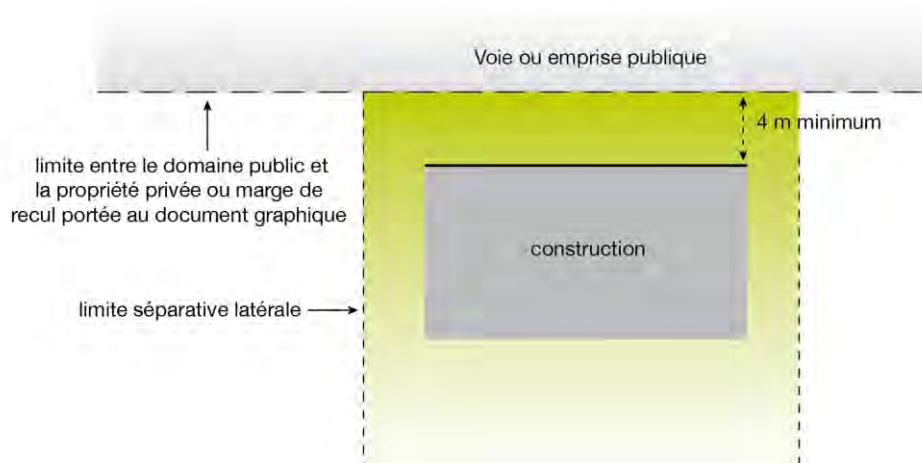 Voie ou emprise publique
4 m minimum
limite entre le domaine public et
la propriété privée ou marge de
recul portée au document graphique
construction
limite séparative latérale